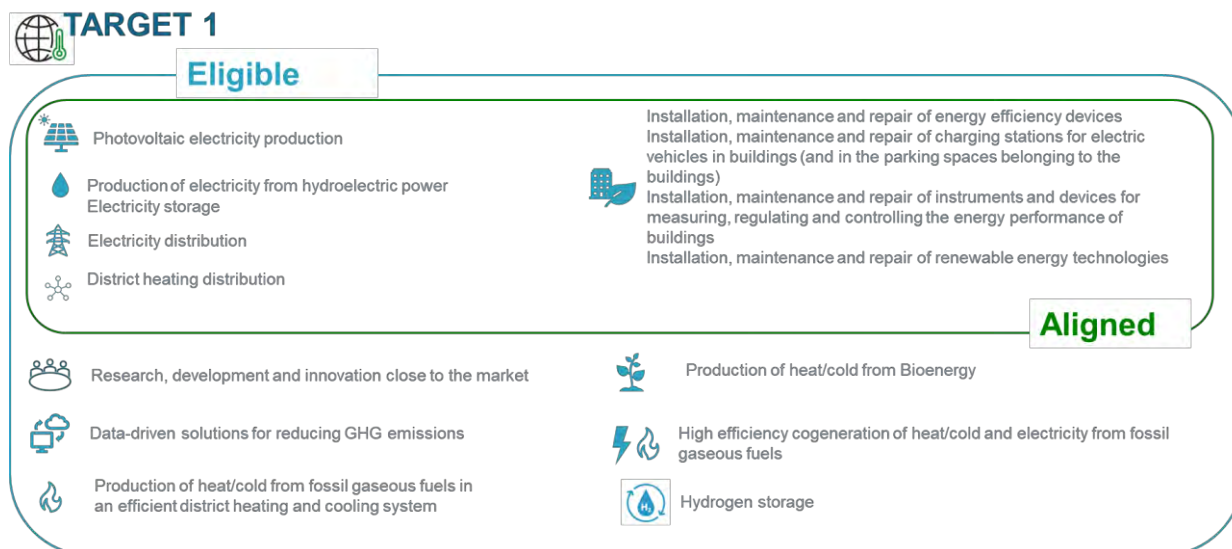 TARGET 1
Eligible
Photovoltaic electricity production
Production of electricity from hydroelectric power
Electricity storage
Electricity distribution
District heating distribution
Installation, maintenance and repair of energy efficiency devices
Installation, maintenance and repair of charging stations for electric
vehicles in buildings (and in the parking spaces belonging to the
buildings)
Installation, maintenance and repair of instruments and devices for
measuring, regulating and controlling the energy performance of
buildings
Installation, maintenance and repair of renewable energy technologies
Aligned
Research, development and innovation close to the market
Data-driven solutions for reducing GHG emissions
Production of heat/cold from fossil gaseous fuels in
an efficient district heating and cooling system
Production of heat/cold from Bioenergy
High efficiency cogeneration of heat/cold and electricity from fossil
gaseous fuels
H₂
Hydrogen storage